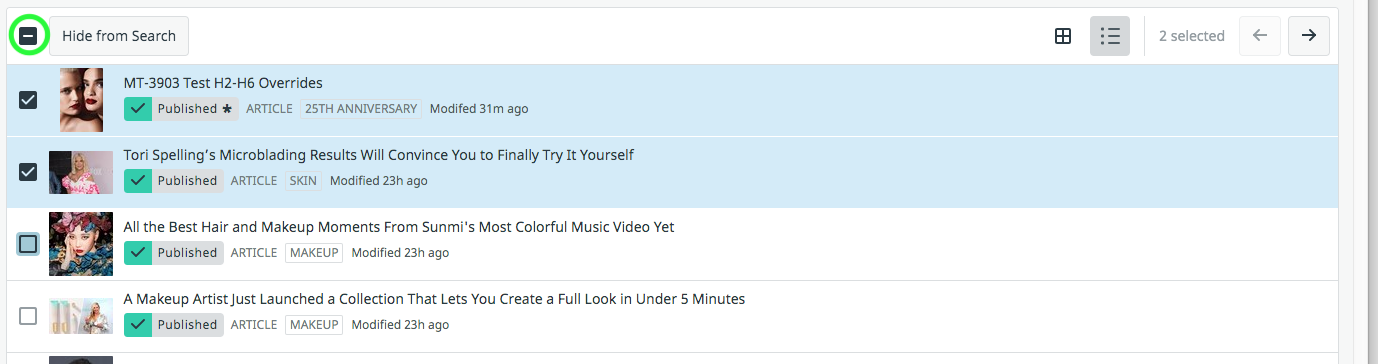 Hide from Search
2 selected
MT-3903 Test H2-H6 Overrides
Published * ARTICLE 25TH ANNIVERSARY Modifed 31m ago
Tori Spelling’s Microblading Results Will Convince You to Finally Try It Yourself
Published ARTICLE SKIN Modified 23h ago
All the Best Hair and Makeup Moments From Sunmi's Most Colorful Music Video Yet
Published ARTICLE MAKEUP Modified 23h ago
A Makeup Artist Just Launched a Collection That Lets You Create a Full Look in Under 5 Minutes
Published ARTICLE MAKEUP Modified 23h ago